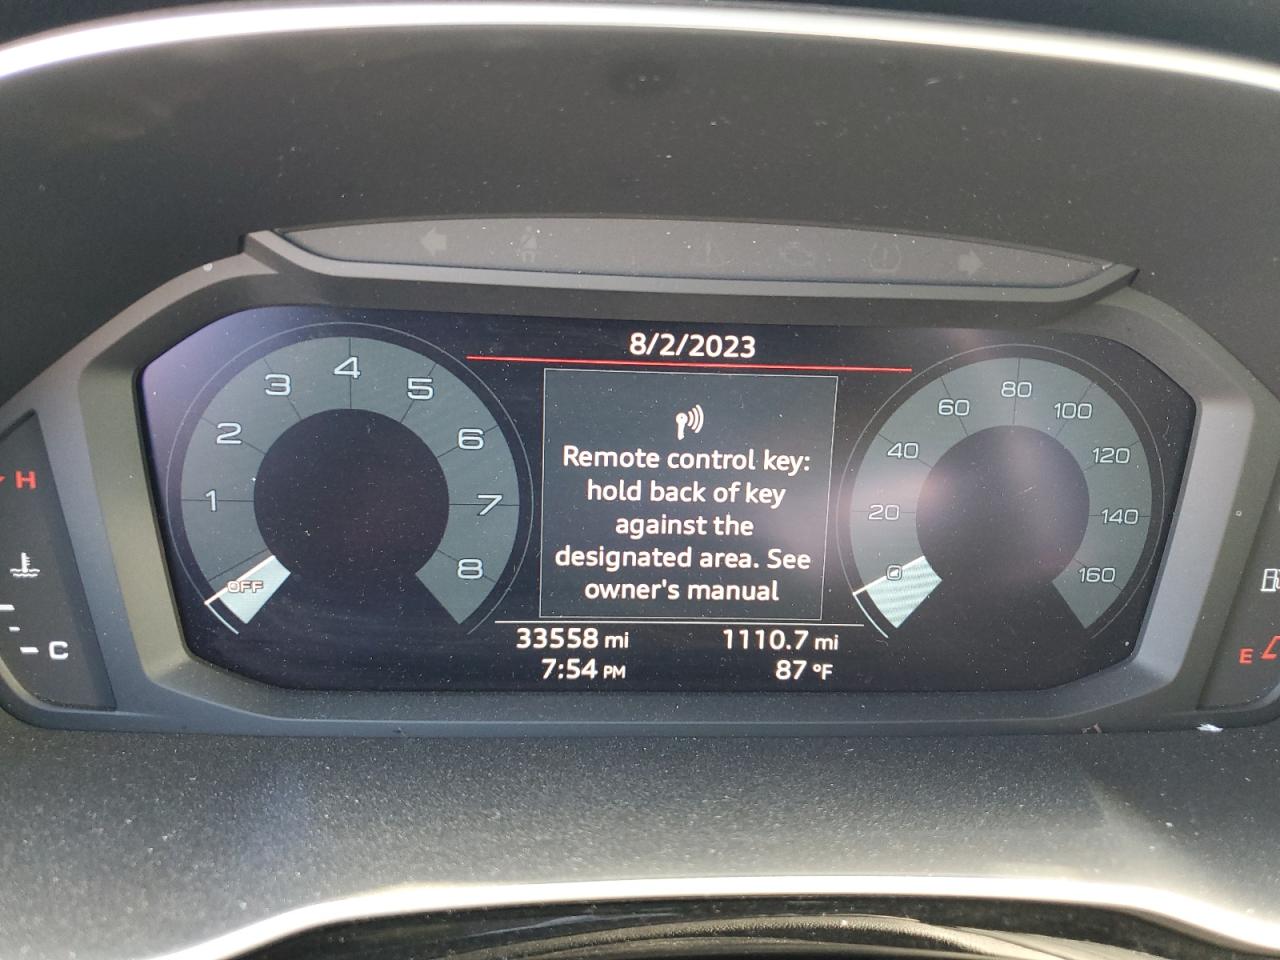 8/2/2023
Remote control key:
hold back of key
against the
designated area. See
owner's manual
33558 mi 1110.7 mi
7:54 PM 87 °F
OFF 1 2 3 4 5 6 7 8
0 20 40 60 80 100 120 140 160
H
C
E